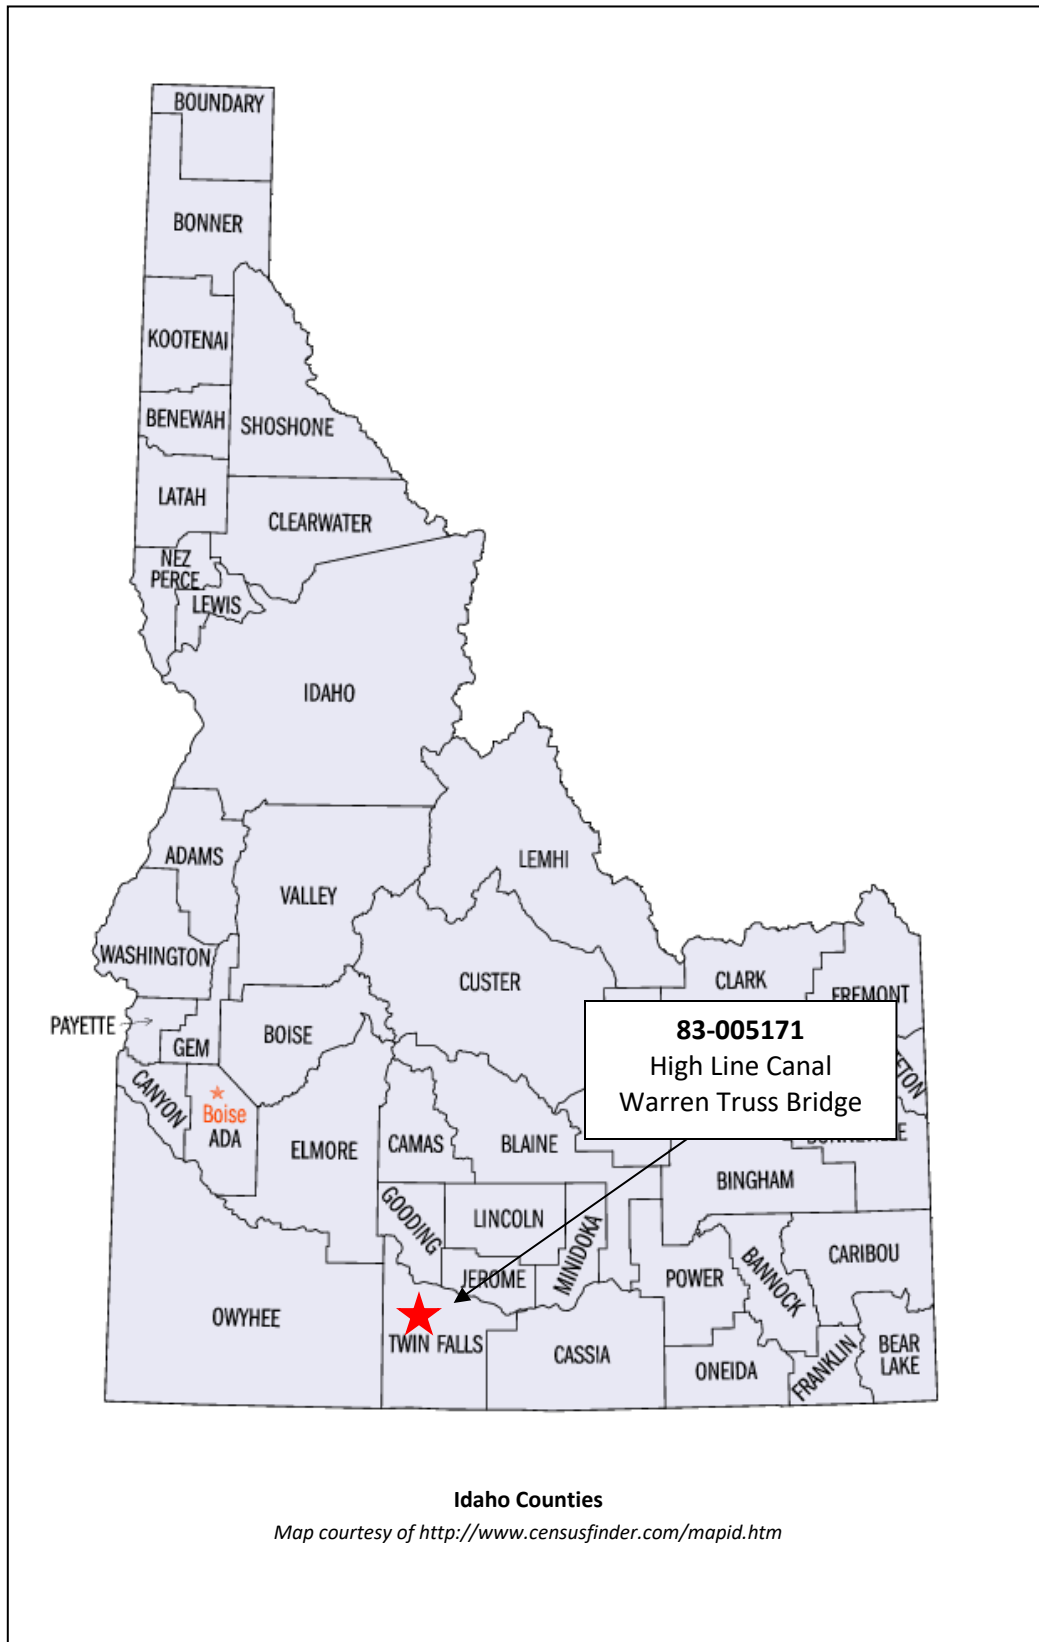 BOUNDARY
BONNER
KOOTENAI
BENEWAH
SHOSHONE
LATAH
CLEARWATER
NEZ
PERCE
LEWIS
IDAHO
ADAMS
LEMHI
VALLEY
WASHINGTON
CUSTER
CLARK
FREMONT
PAYETTE
BOISE
GEM
83-005171
High Line Canal
Warren Truss Bridge
TETON
CANYON
Boise
ADA
ELMORE
CAMAS
BLAINE
BONNEVILLE
BINGHAM
GOODING
LINCOLN
MINIDOKA
JEROME
POWER
BANNOCK
CARIBOU
OWYHEE
TWIN FALLS
CASSIA
ONEIDA
FRANKLIN
BEAR
LAKE
Idaho Counties
Map courtesy of http://www.censusfinder.com/mapid.htm